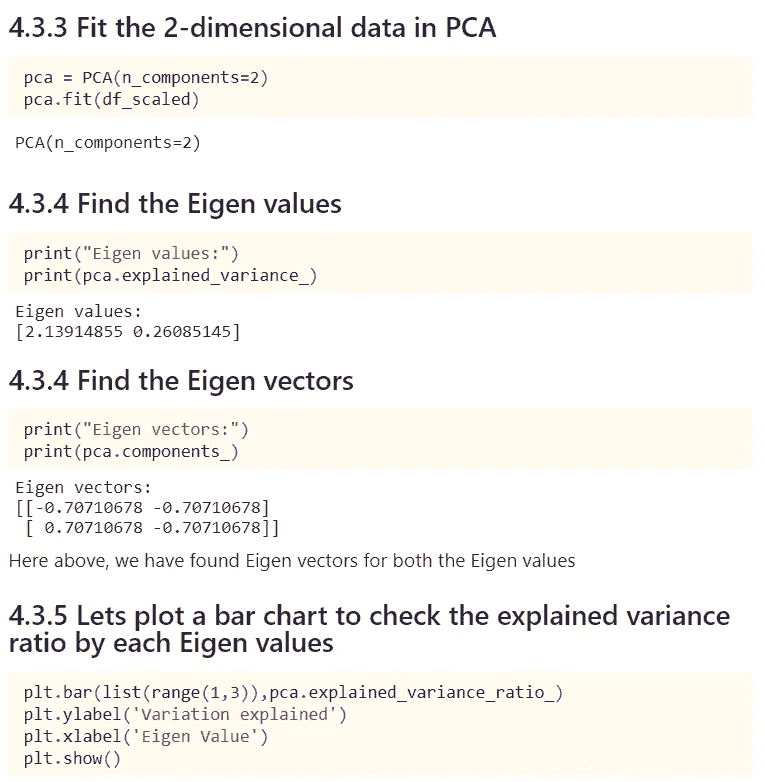 4.3.3 Fit the 2-dimensional data in PCA
pca = PCA(n_components=2)
pca.fit(df_scaled)
PCA(n_components=2)
4.3.4 Find the Eigen values
print("Eigen values:")
print(pca.explained_variance_)
Eigen values:
[2.13914855 0.26085145]
4.3.4 Find the Eigen vectors
print("Eigen vectors:")
print(pca.components_)
Eigen vectors:
[[-0.70710678 -0.70710678]
 [ 0.70710678 -0.70710678]]
Here above, we have found Eigen vectors for both the Eigen values
4.3.5 Lets plot a bar chart to check the explained variance
ratio by each Eigen values
plt.bar(list(range(1,3)),pca.explained_variance_ratio_)
plt.ylabel('Variation explained')
plt.xlabel('Eigen Value')
plt.show()